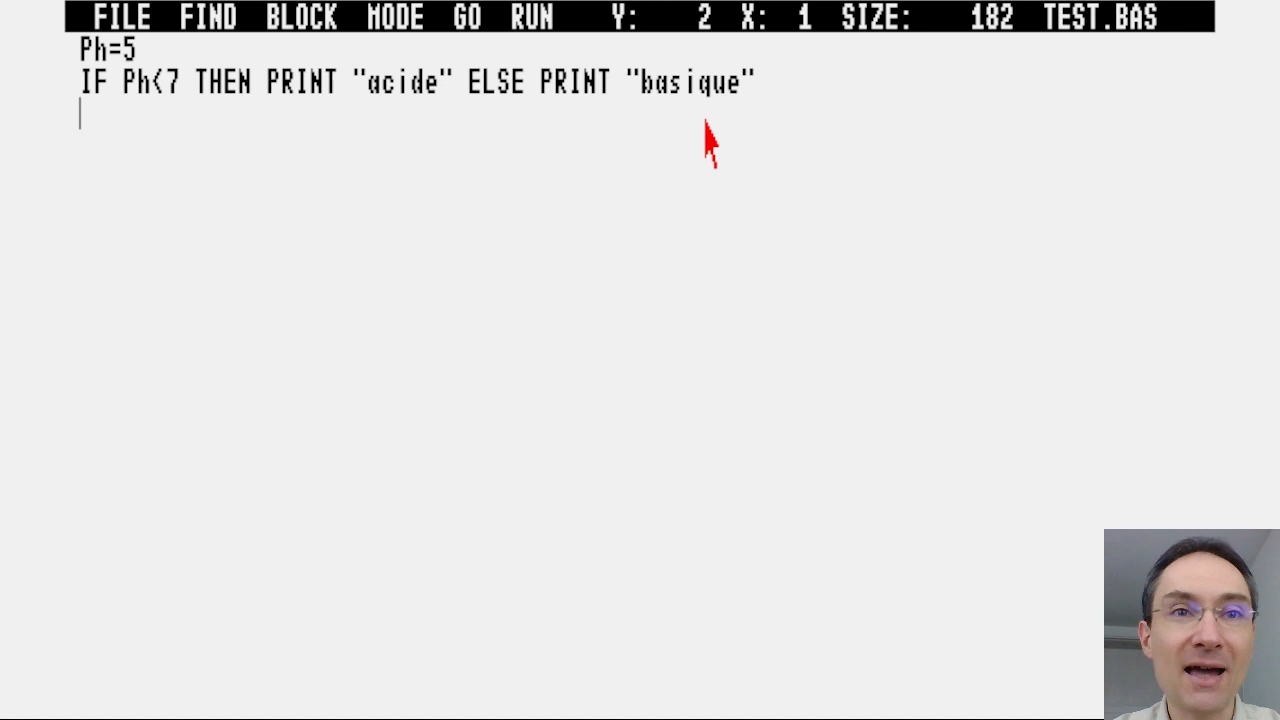 FILE FIND BLOCK MODE GO RUN Y: 2 X: 1 SIZE: 182 TEST.BAS
Ph=5
IF Ph<7 THEN PRINT "acide" ELSE PRINT "basique"